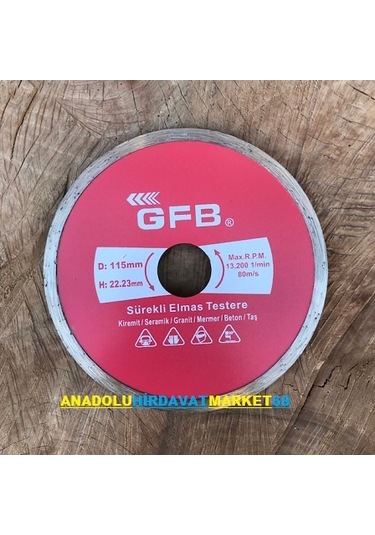 GFB®
D: 115mm
H: 22.23mm
Max.R.P.M.
13.200 1/min
80m/s
Sürekli Elmas Testere
Kiremit / Seramik / Granit / Mermer / Beton / Taş
ANADOLUHIRDAVATMARKET68